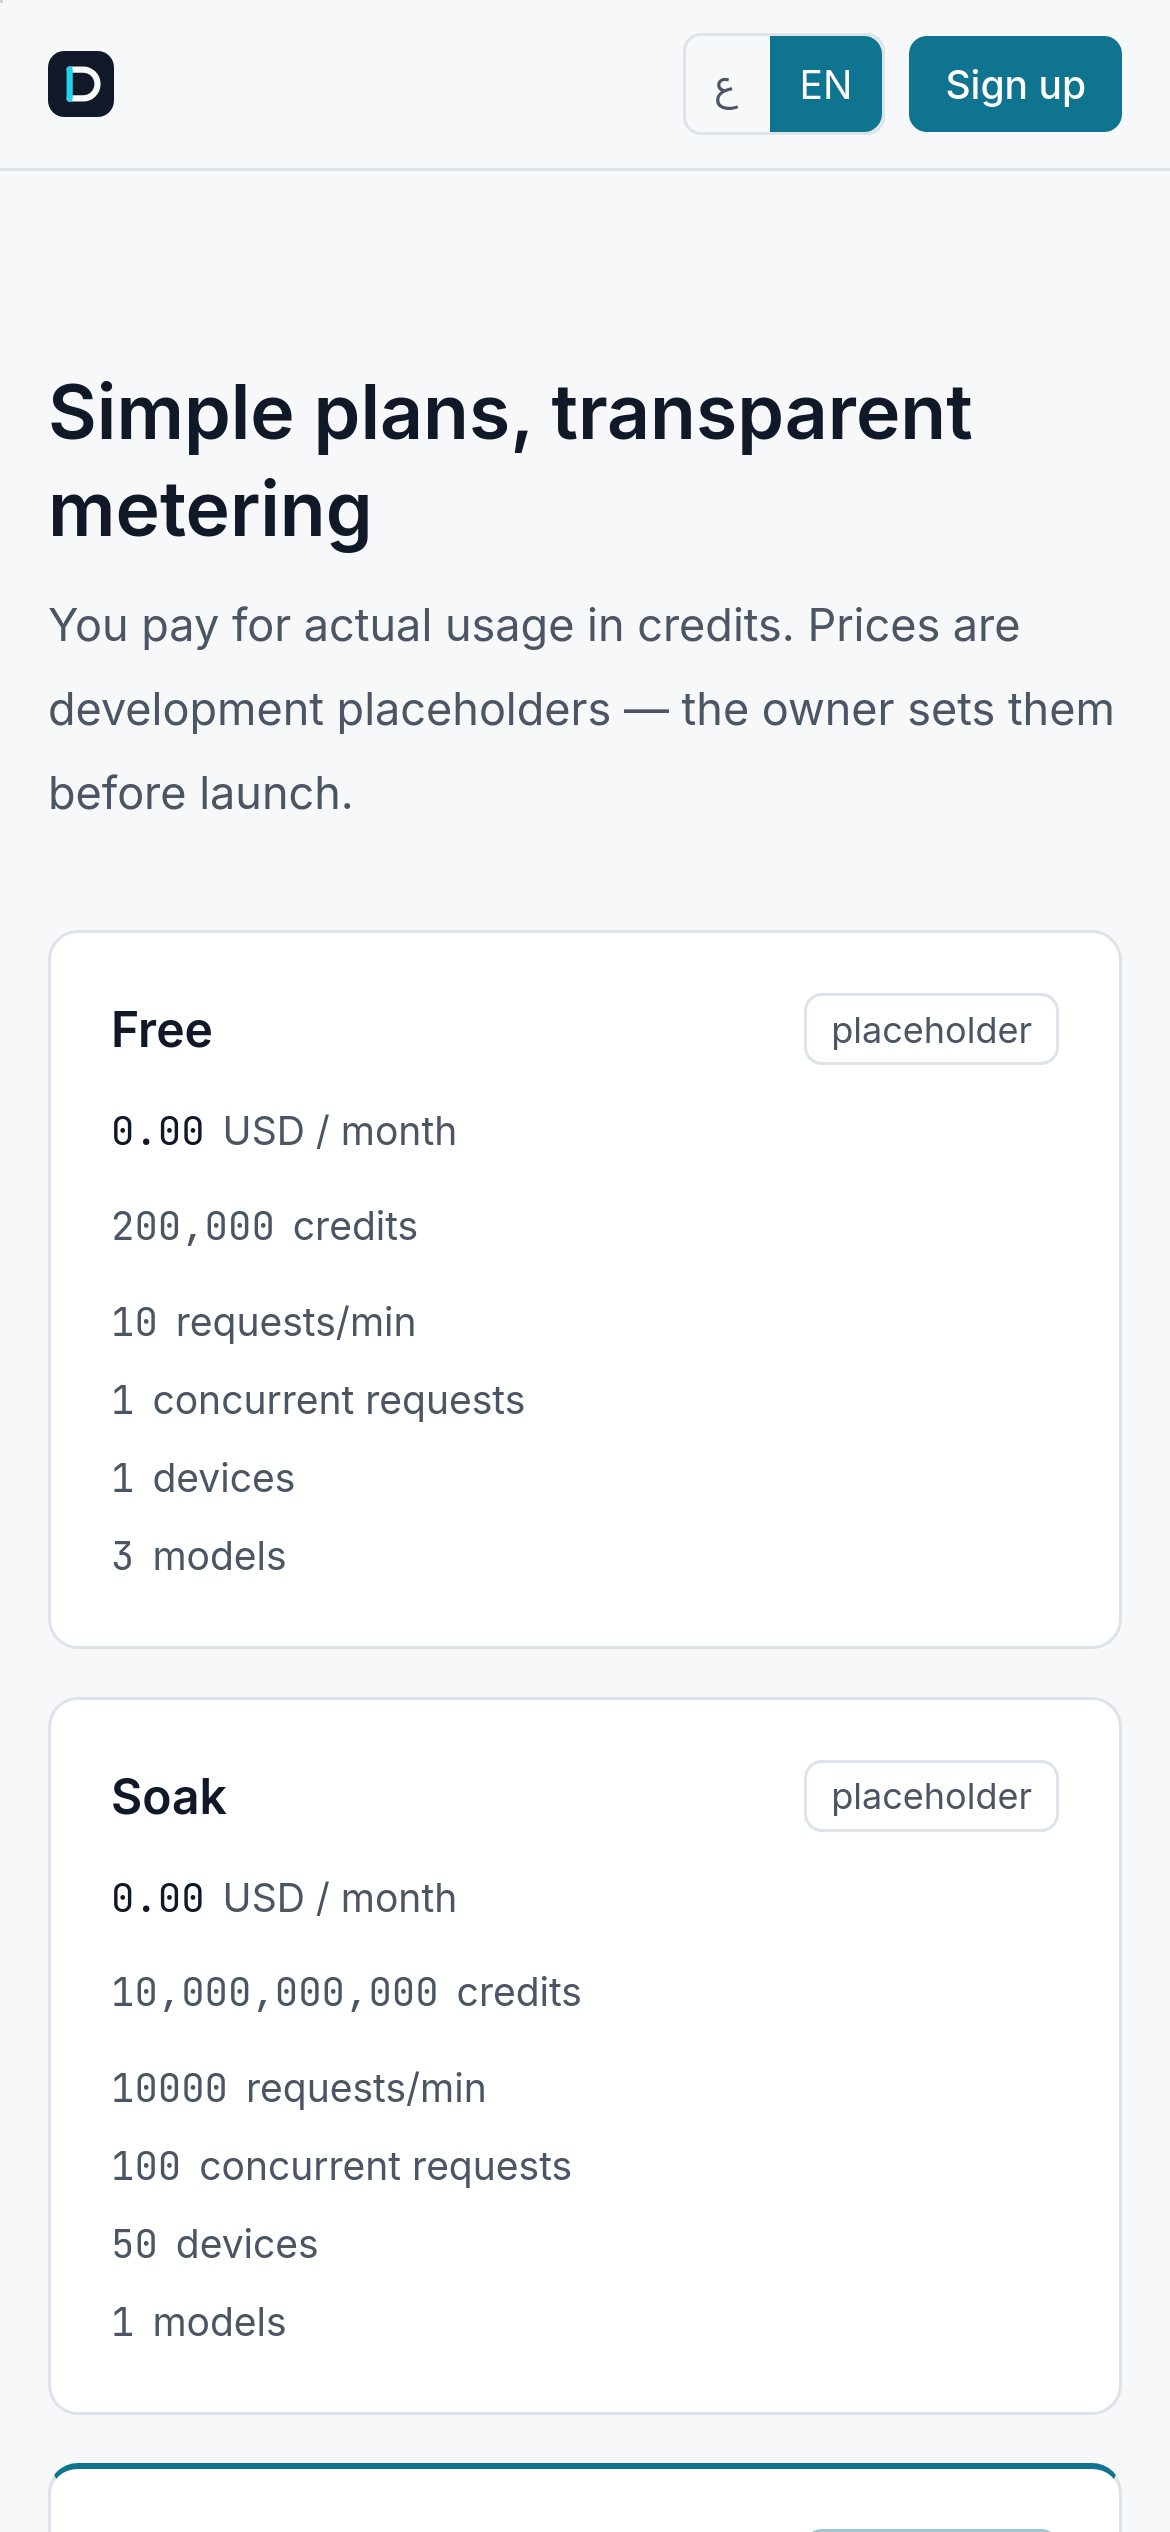 D
ع EN Sign up
Simple plans, transparent
metering
You pay for actual usage in credits. Prices are
development placeholders — the owner sets them
before launch.
Free placeholder
0.00 USD / month
200,000 credits
10 requests/min
1 concurrent requests
1 devices
3 models
Soak placeholder
0.00 USD / month
10,000,000,000 credits
10000 requests/min
100 concurrent requests
50 devices
1 models